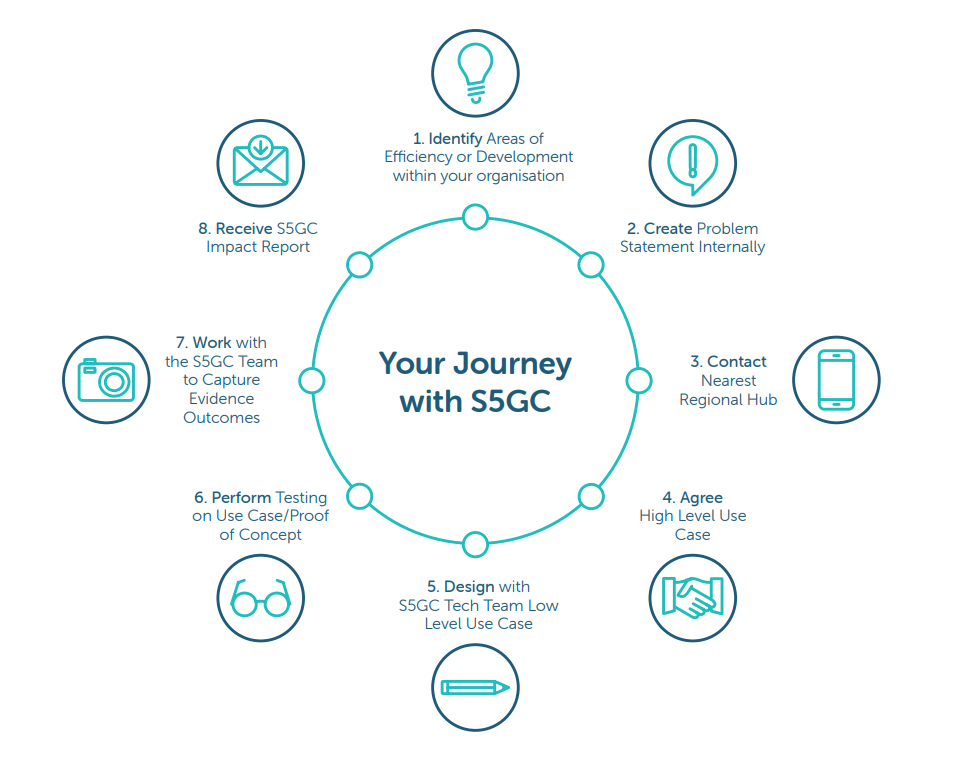 1. Identify Areas of
Efficiency or Development
within your organisation
2. Create Problem
Statement Internally
3. Contact
Nearest
Regional Hub
4. Agree
High Level Use
Case
5. Design with
S5GC Tech Team Low
Level Use Case
6. Perform Testing
on Use Case/Proof
of Concept
7. Work with
the S5GC Team
to Capture
Evidence
Outcomes
8. Receive S5GC
Impact Report
Your Journey
with S5GC